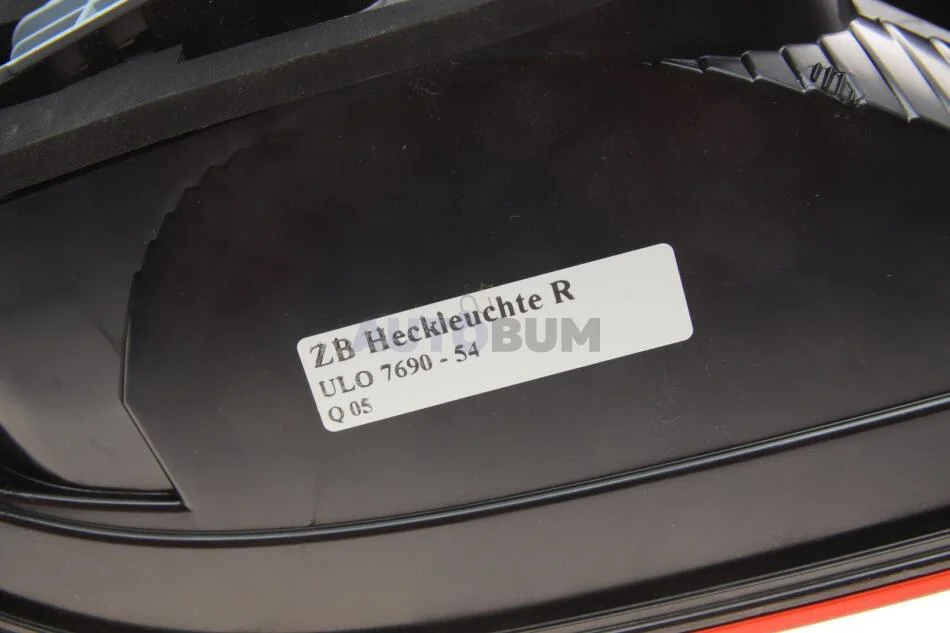 ZB Heckleuchte R
ULO 7690 - 54
Q 05
AUTOBUM